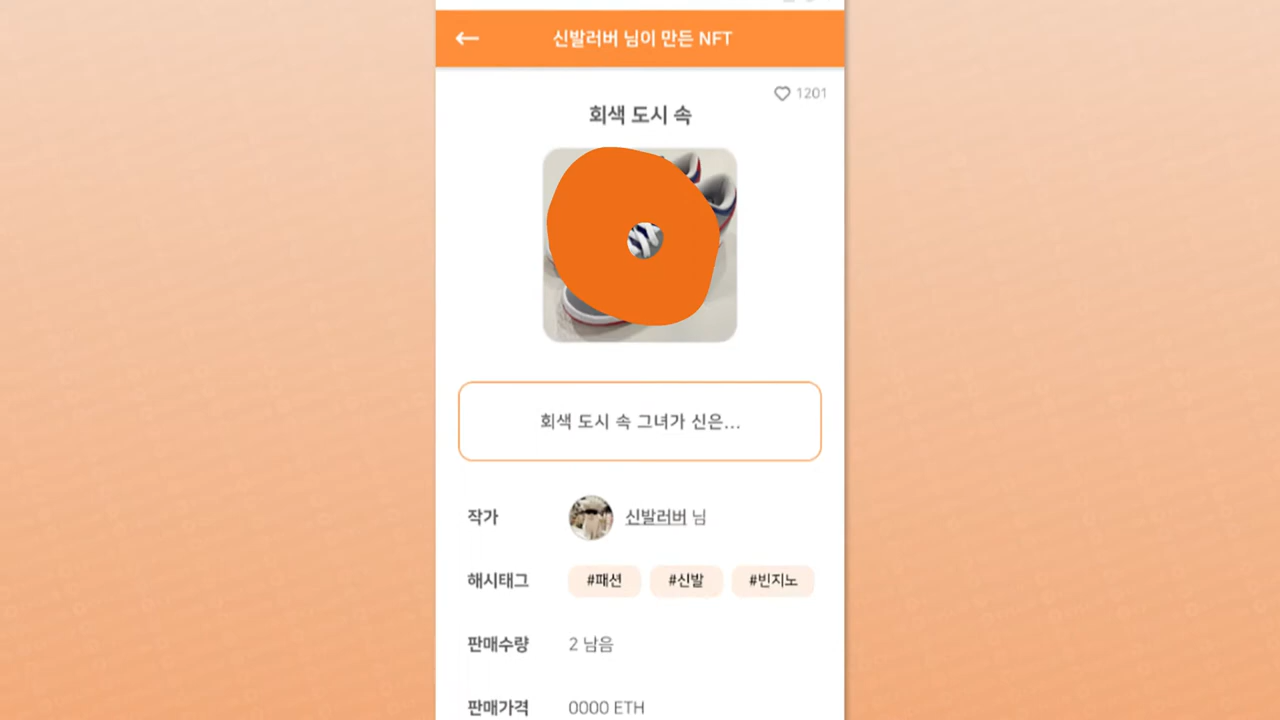 신발러버 님이 만든 NFT
1201
회색 도시 속
회색 도시 속 그녀가 신은...
작가 신발러버 님
해시태그 #패션 #신발 #빈지노
판매수량 2 남음
판매가격 0000 ETH